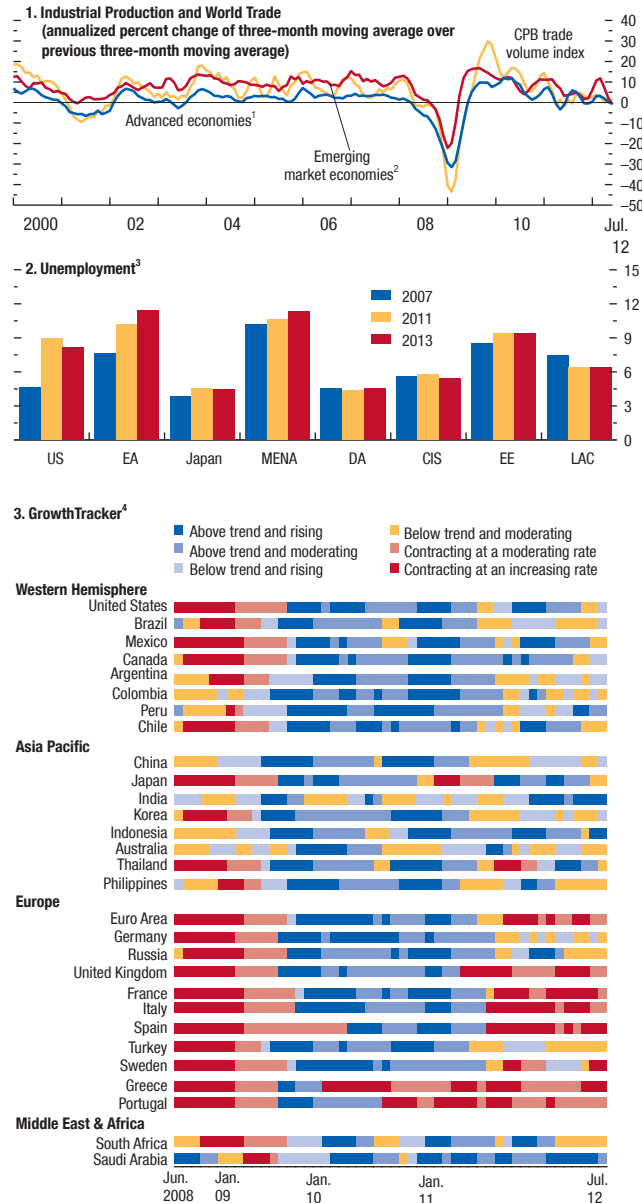 1. Industrial Production and World Trade
(annualized percent change of three-month moving average over
previous three-month moving average)
CPB trade
volume index
Advanced economies¹
Emerging
market economies²
40
30
20
10
0
–10
–20
–30
–40
–50
2000
02
04
06
08
10
Jul.
12
2. Unemployment³
2007
2011
2013
15
12
9
6
3
0
US
EA
Japan
MENA
DA
CIS
EE
LAC
3. GrowthTracker⁴
Above trend and rising
Above trend and moderating
Below trend and rising
Below trend and moderating
Contracting at a moderating rate
Contracting at an increasing rate
Western Hemisphere
United States
Brazil
Mexico
Canada
Argentina
Colombia
Peru
Chile
Asia Pacific
China
Japan
India
Korea
Indonesia
Australia
Thailand
Philippines
Europe
Euro Area
Germany
Russia
United Kingdom
France
Italy
Spain
Turkey
Sweden
Greece
Portugal
Middle East & Africa
South Africa
Saudi Arabia
Jun.
2008
Jan.
09
Jan.
10
Jan.
11
Jul.
12